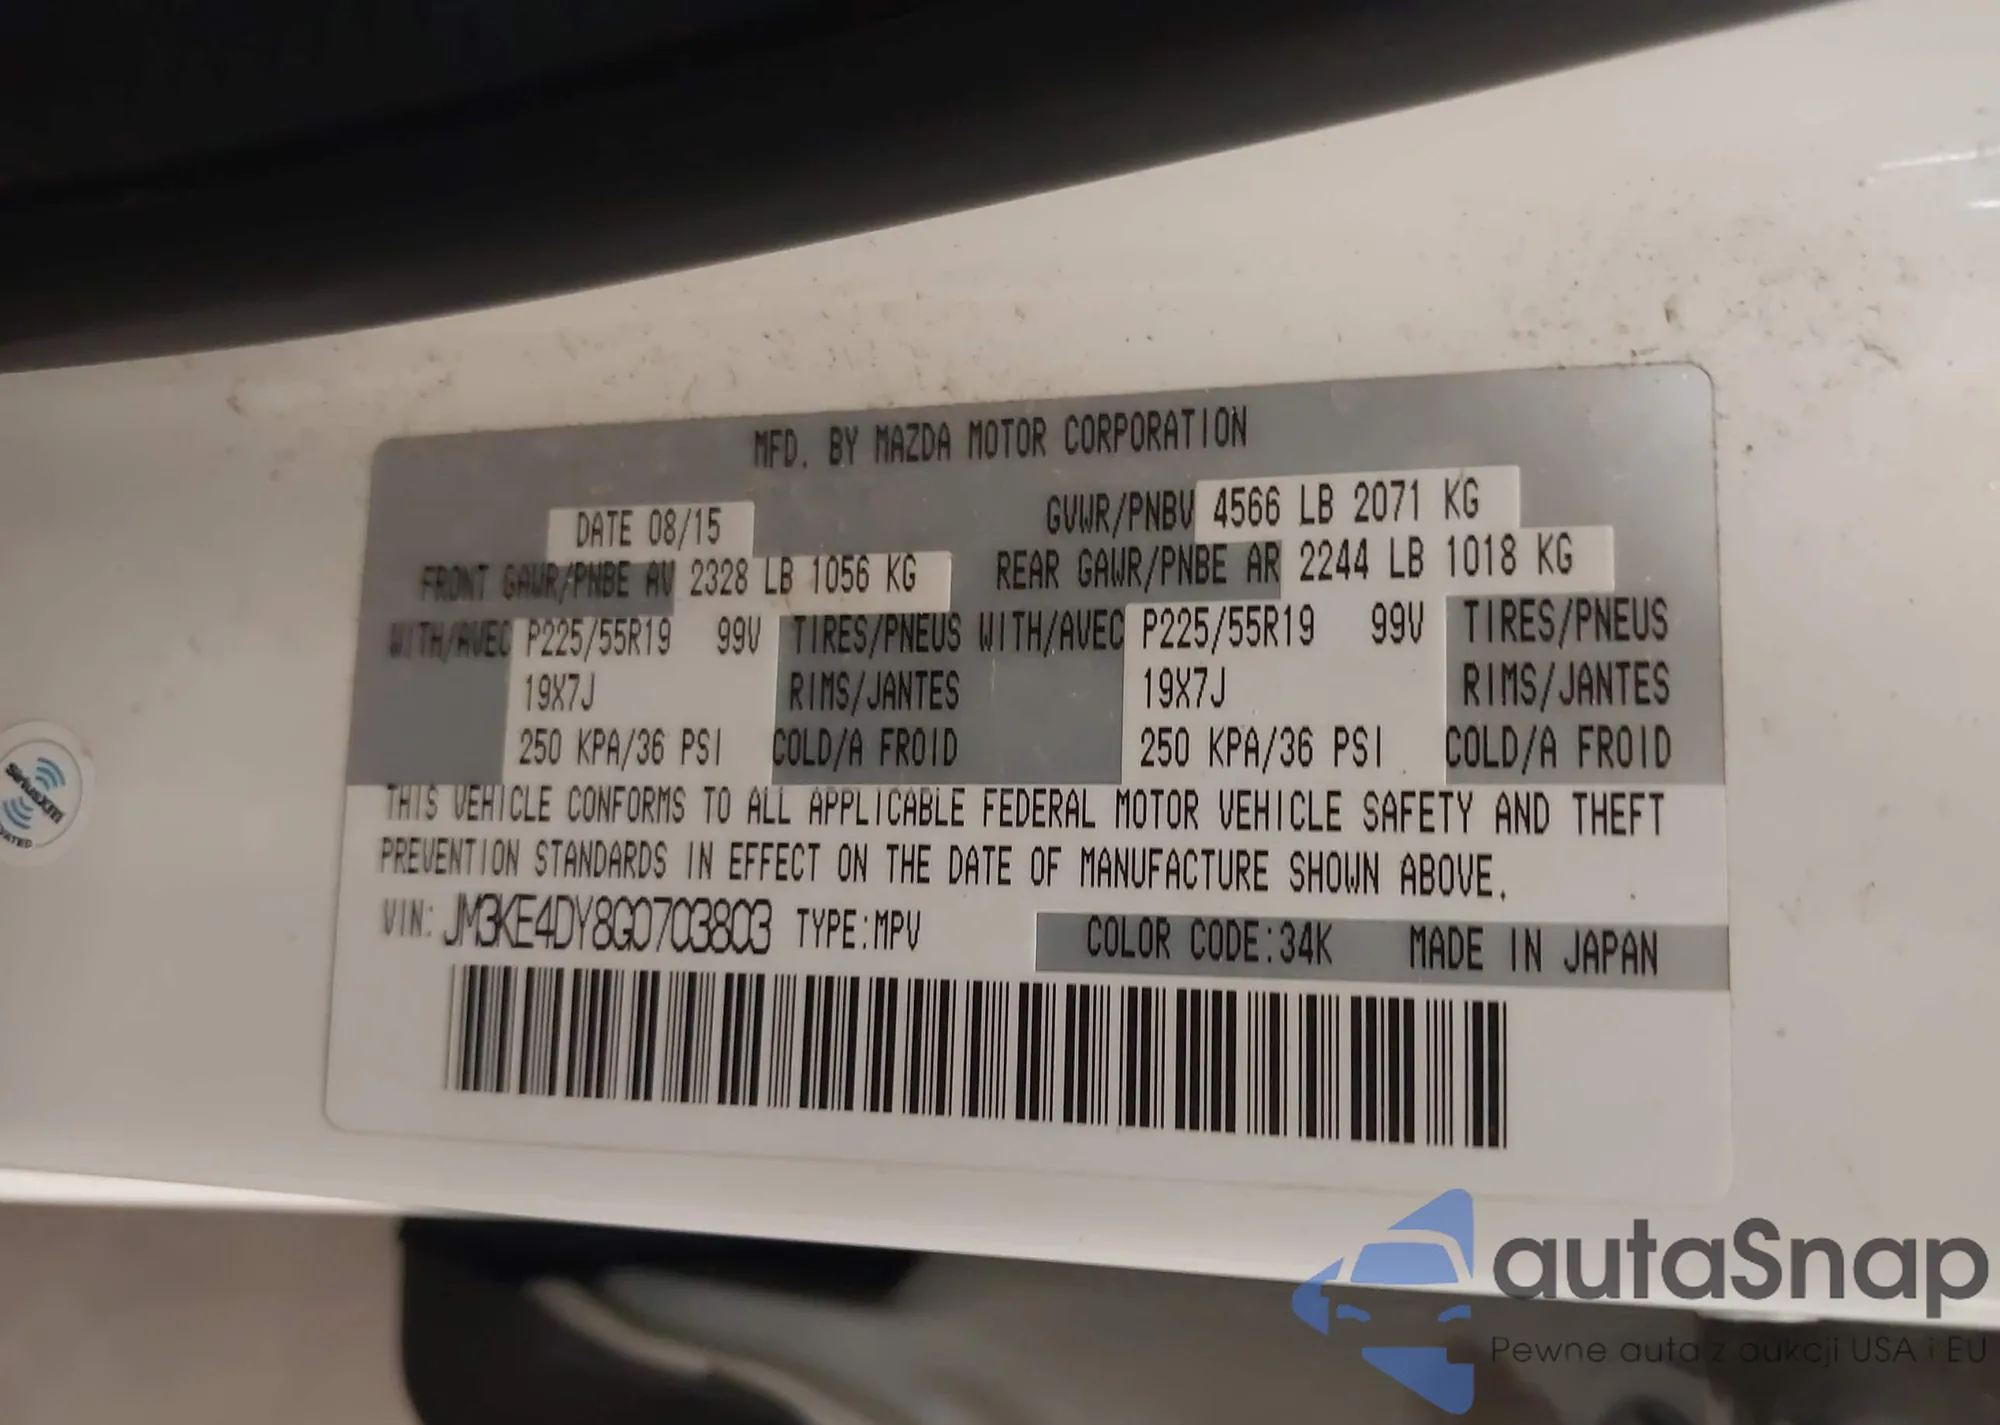 MFD. BY MAZDA MOTOR CORPORATION
DATE 08/15 GVWR/PNBV 4566 LB 2071 KG
FRONT GAWR/PNBE AV 2328 LB 1056 KG REAR GAWR/PNBE AR 2244 LB 1018 KG
WITH/AVEC P225/55R19 99V TIRES/PNEUS WITH/AVEC P225/55R19 99V TIRES/PNEUS
19X7J RIMS/JANTES 19X7J RIMS/JANTES
250 KPA/36 PSI COLD/A FROID 250 KPA/36 PSI COLD/A FROID
THIS VEHICLE CONFORMS TO ALL APPLICABLE FEDERAL MOTOR VEHICLE SAFETY AND THEFT
PREVENTION STANDARDS IN EFFECT ON THE DATE OF MANUFACTURE SHOWN ABOVE.
VIN: JM3KE4DY8G0703803 TYPE:MPV COLOR CODE:34K MADE IN JAPAN
SiriusXM
autaSnap
Pewne auta z aukcji USA i EU